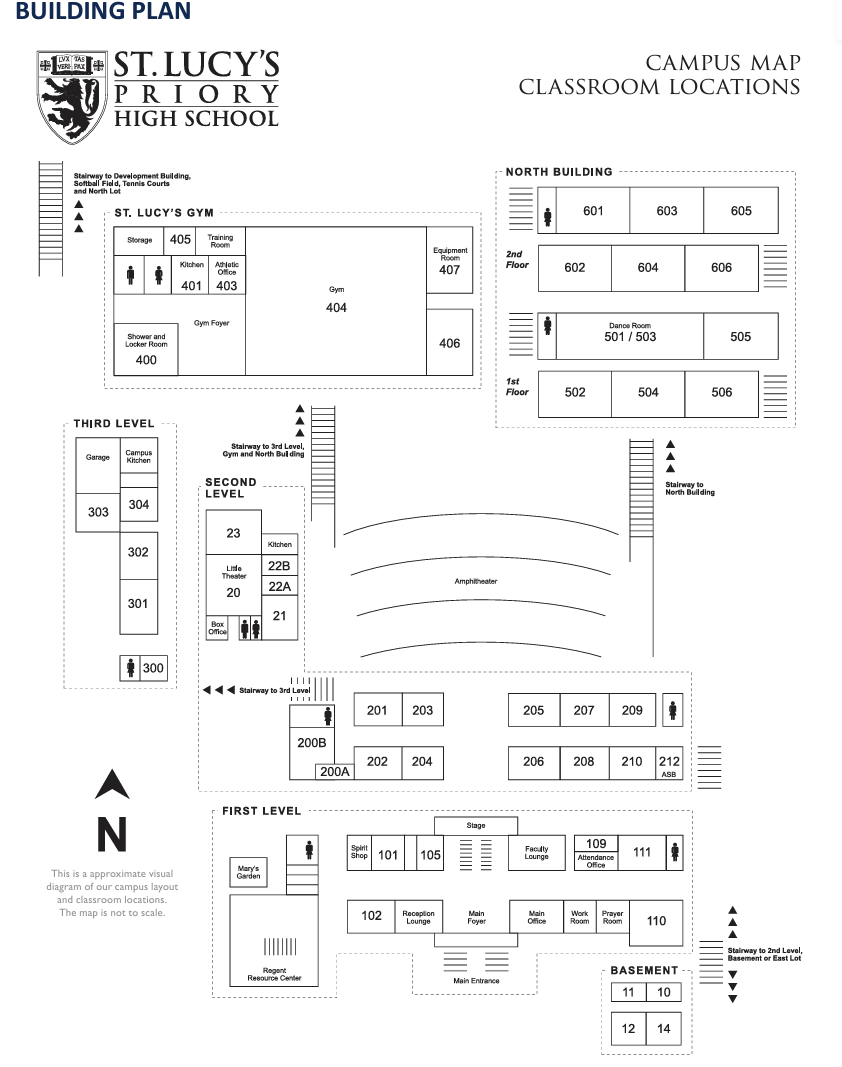 BUILDING PLAN
LVX TAS
VERI PAX
ST. LUCY'S
PRIORY
HIGH SCHOOL
CAMPUS MAP
CLASSROOM LOCATIONS
Stairway to Development Building,
Softball Field, Tennis Courts
and North Lot
ST. LUCY'S GYM
Storage
405
Training
Room
Kitchen
401
Athletic
Office
403
Gym Foyer
Shower and
Locker Room
400
Gym
404
Equipment
Room
407
406
NORTH BUILDING
601
603
605
2nd
Floor
602
604
606
Dance Room
501 / 503
505
1st
Floor
502
504
506
Stairway to 3rd Level,
Gym and North Building
Stairway to
North Building
THIRD LEVEL
Garage
Campus
Kitchen
303
304
302
301
300
SECOND
LEVEL
23
Kitchen
Little
Theater
20
22B
22A
21
Box
Office
Amphitheater
Stairway to 3rd Level
200B
200A
201
203
205
207
209
202
204
206
208
210
212
ASB
N
This is a approximate visual
diagram of our campus layout
and classroom locations.
The map is not to scale.
FIRST LEVEL
Stage
Mary's
Garden
Spirit
Shop
101
105
Faculty
Lounge
109
Attendance
Office
111
102
Reception
Lounge
Main
Foyer
Main
Office
Work
Room
Prayer
Room
110
Regent
Resource Center
Main Entrance
Stairway to 2nd Level,
Basement or East Lot
BASEMENT
11
10
12
14